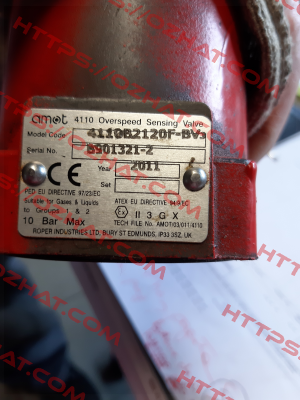 amot 4110 Overspeed Sensing Valve
Model Code 4110B2120F-BV
Serial No. 8901321-2
Year 2011
Set
CE
PED EU DIRECTIVE 97/23/EC
ATEX EU DIRECTIVE 94/9/EC
Suitable for Gases & Liquids
to Groups 1 & 2
Ex II 3 G X
10 Bar Max
TECH FILE No. AMOT/03/011/4110
ROPER INDUSTRIES LTD, BURY ST EDMUNDS, IP33 3SZ, UK
HTTPS://OZHAT.COM